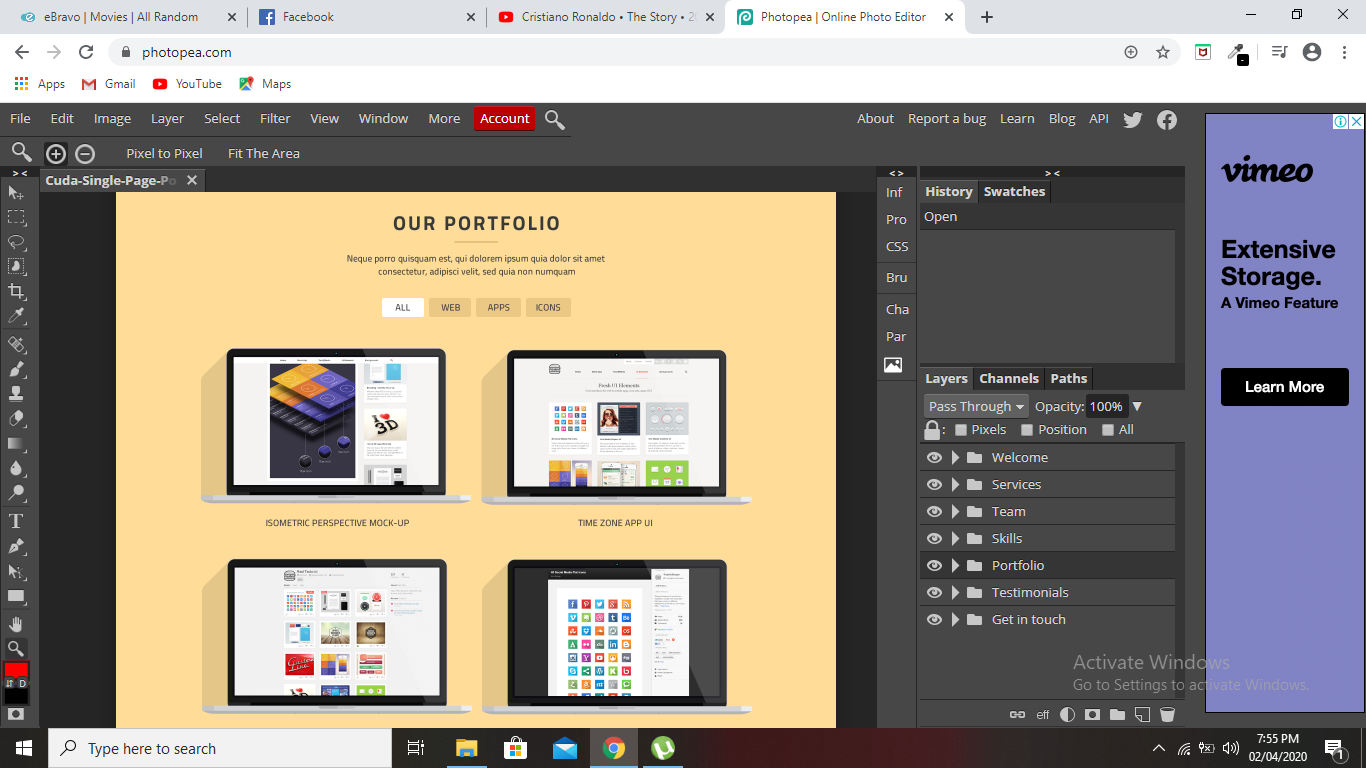 eBravo | Movies | All Random
Facebook
Cristiano Ronaldo • The Story • 2
Photopea | Online Photo Editor
photopea.com
Apps
Gmail
YouTube
Maps
File Edit Image Layer Select Filter View Window More Account
About Report a bug Learn Blog API
Pixel to Pixel Fit The Area
Cuda-Single-Page-Po
OUR PORTFOLIO
Neque porro quisquam est, qui dolorem ipsum quia dolor sit amet
consectetur, adipisci velit, sed quia non numquam
ALL WEB APPS ICONS
Fresh UI Elements
I ♥
3D
ISOMETRIC PERSPECTIVE MOCK-UP
TIME ZONE APP UI
Inf
Pro
CSS
Bru
Cha
Par
> <
< >
> <
History Swatches
Open
Layers Channels Paths
Pass Through Opacity: 100%
: Pixels Position All
Welcome
Services
Team
Skills
Portfolio
Testimonials
Get in touch
eff
T
D
vimeo
Extensive
Storage.
A Vimeo Feature
Learn More
Activate Windows
Go to Settings to activate Windows.
Type here to search
7:55 PM
02/04/2020
1